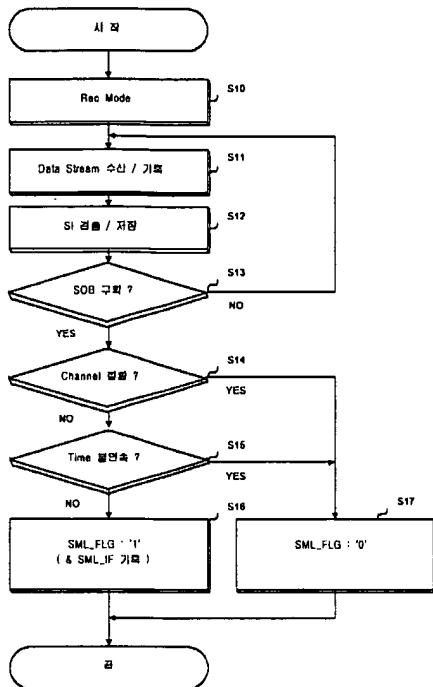 시 작
Rec Mode
S10
Data Stream 수신 / 기록
S11
SI 검출 / 저장
S12
SOB 구획 ?
S13
NO
YES
Channel 절환 ?
S14
YES
NO
Time 불연속 ?
S15
YES
NO
SML_FLG : '1'
( & SML_IF 기록 )
S16
SML_FLG : '0'
S17
끝